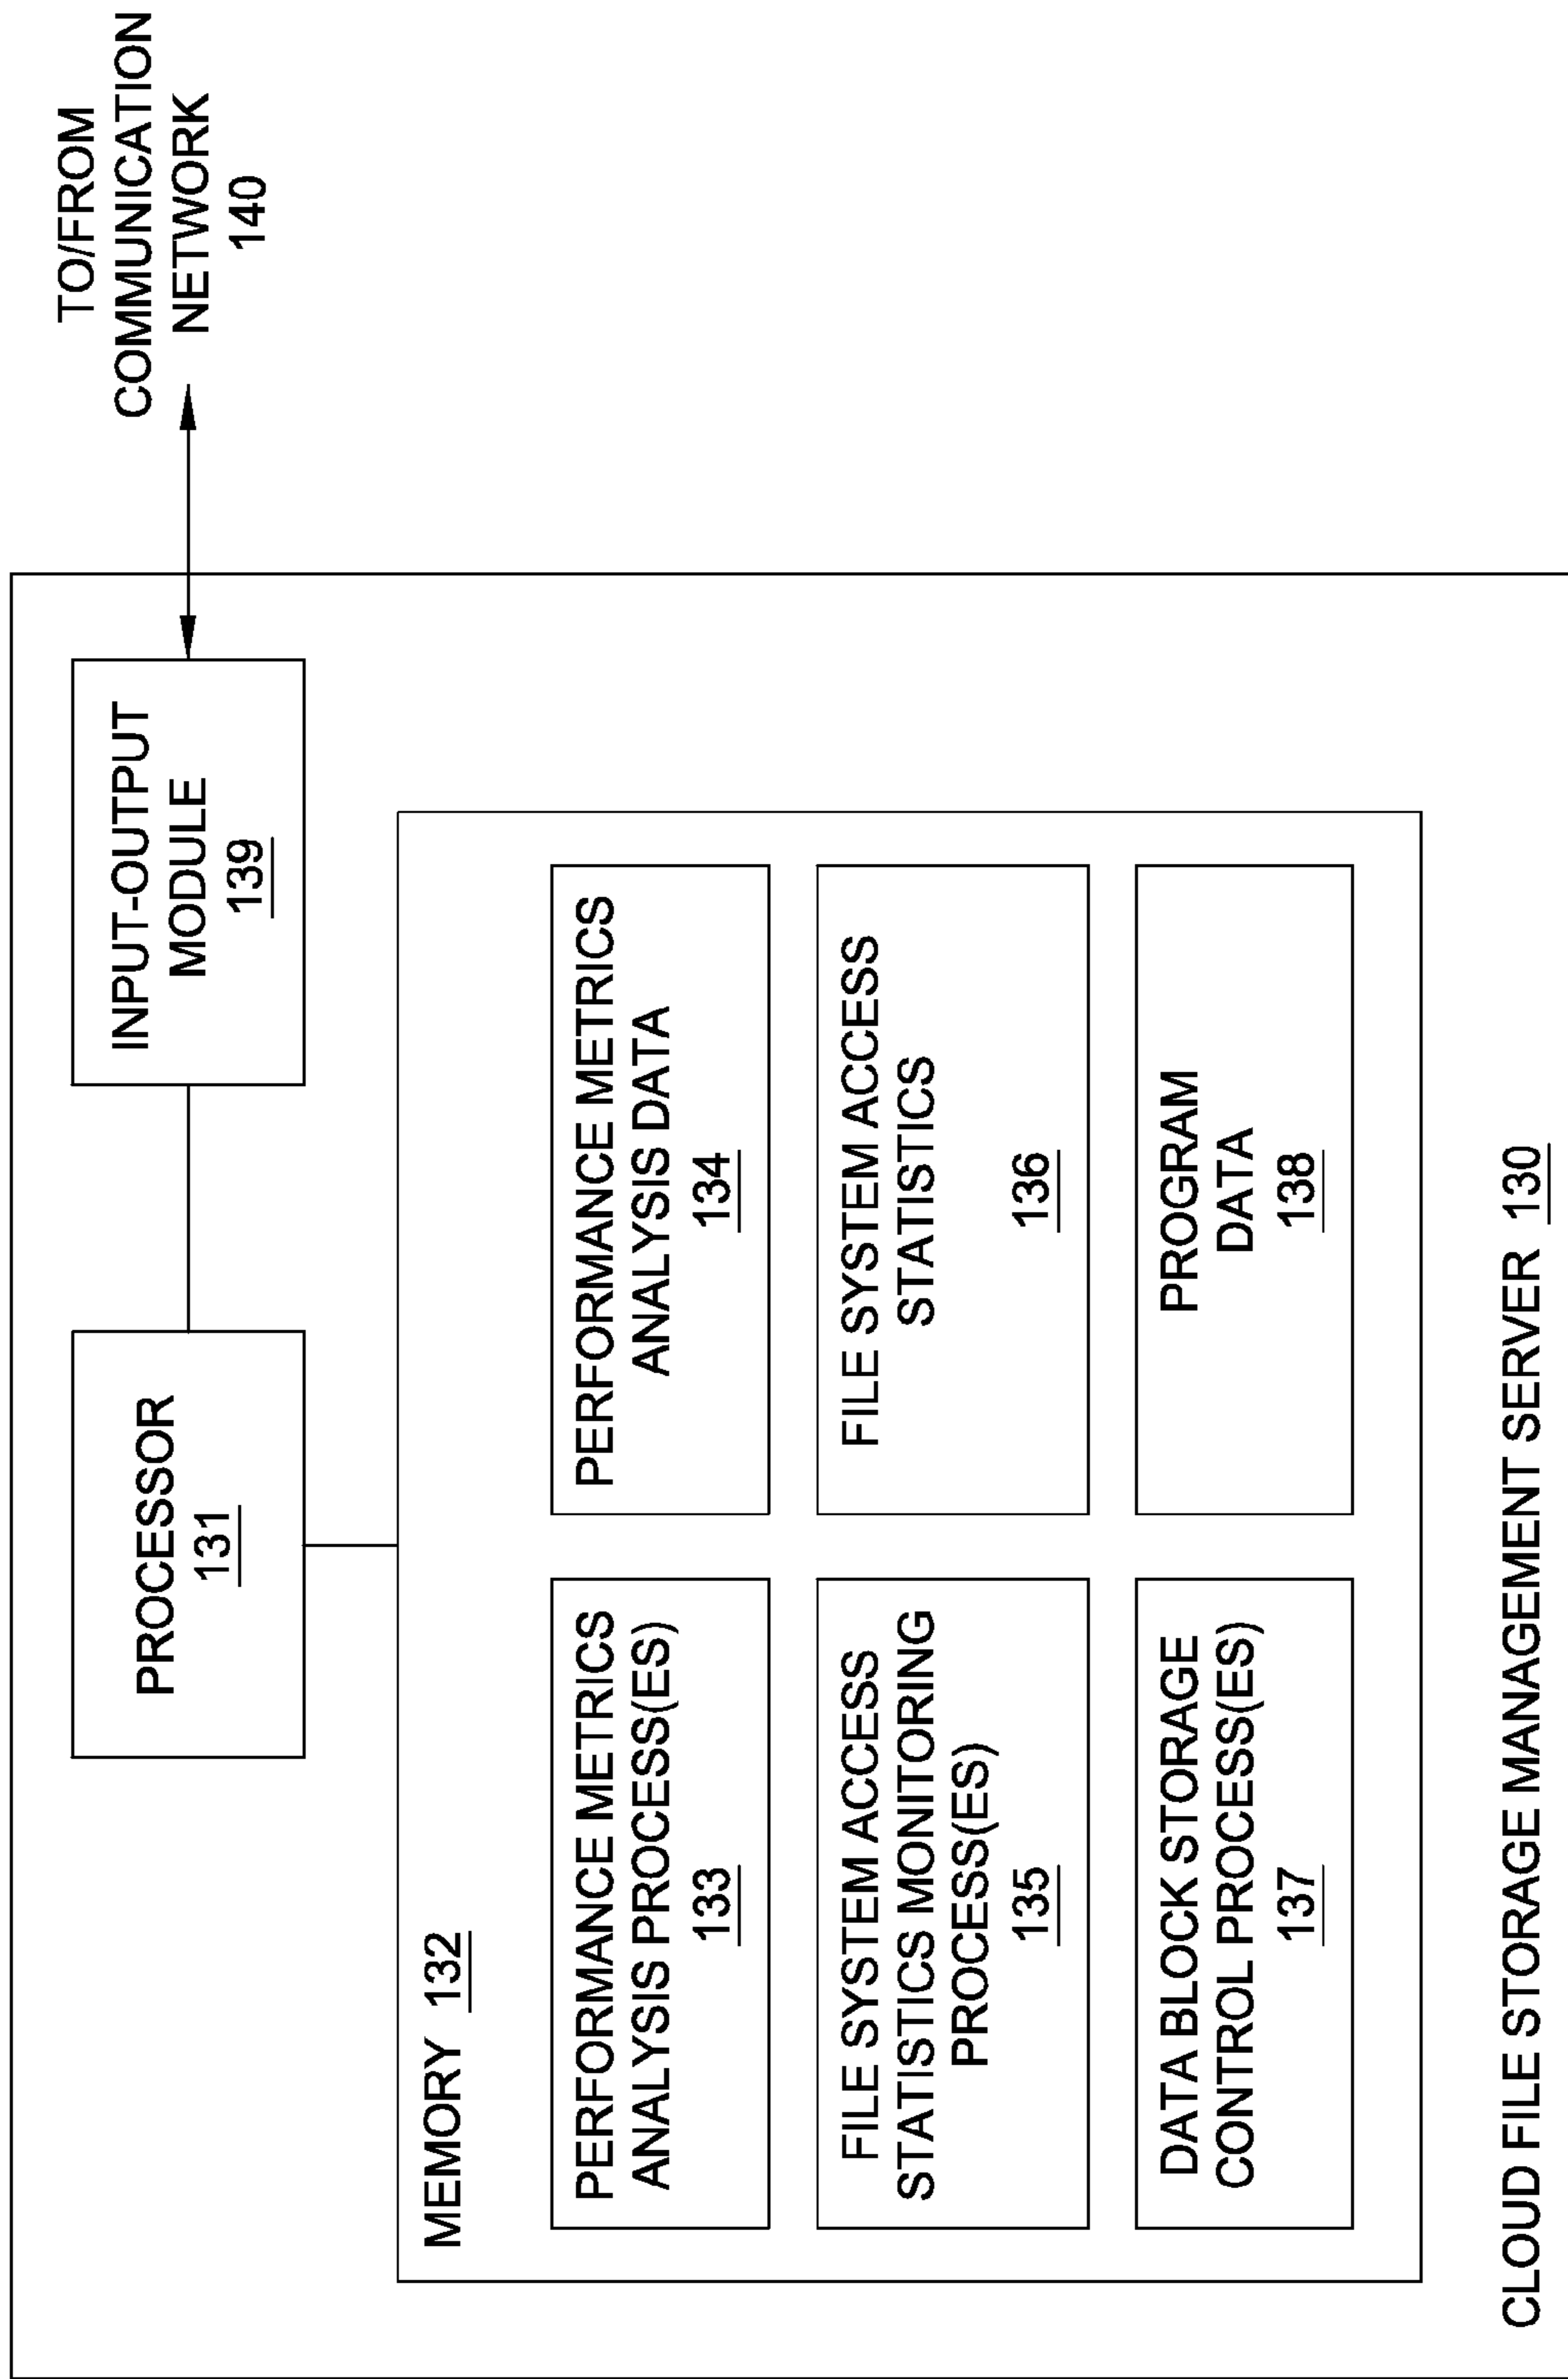 TO/FROM
COMMUNICATION
NETWORK
140
PROCESSOR
131
INPUT-OUTPUT
MODULE
139
MEMORY 132
PERFORMANCE METRICS
ANALYSIS PROCESS(ES)
133
PERFORMANCE METRICS
ANALYSIS DATA
134
FILE SYSTEM ACCESS
STATISTICS MONITORING
PROCESS(ES)
135
FILE SYSTEM ACCESS
STATISTICS
136
DATA BLOCK STORAGE
CONTROL PROCESS(ES)
137
PROGRAM
DATA
138
CLOUD FILE STORAGE MANAGEMENT SERVER 130